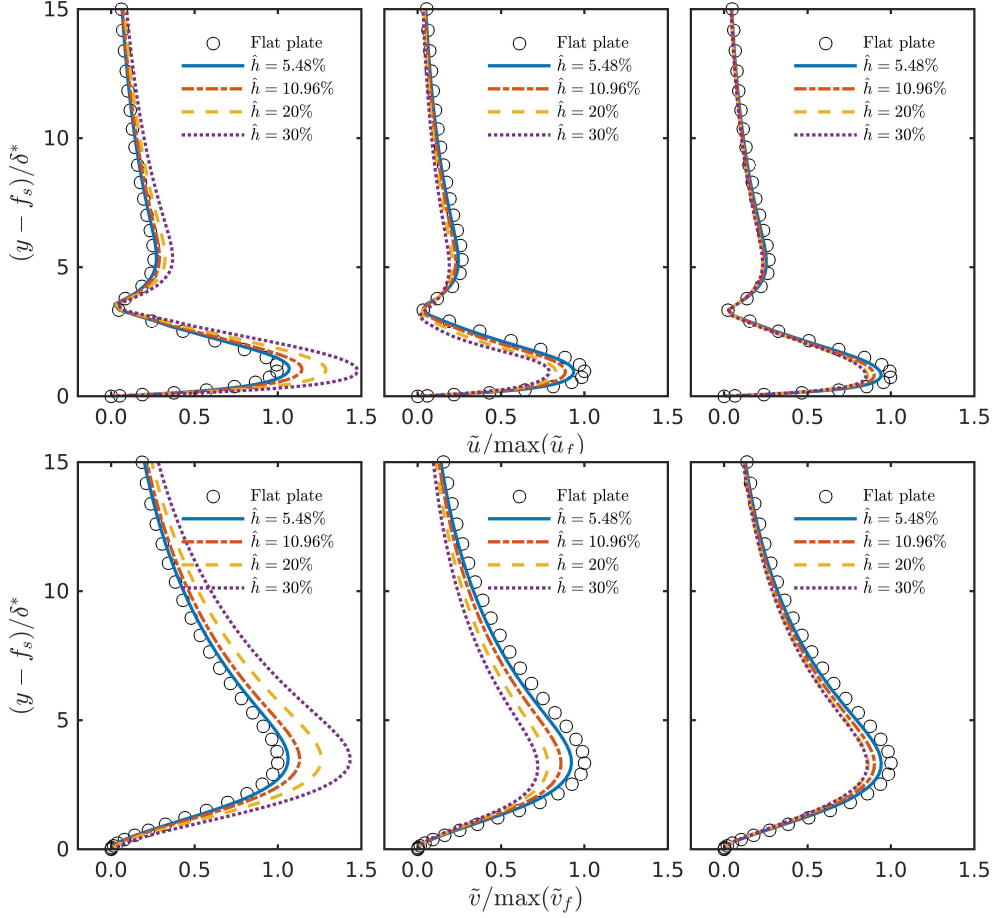 15
10
5
0
(y − f_s)/δ*
Flat plate
ĥ = 5.48%
ĥ = 10.96%
ĥ = 20%
ĥ = 30%
0.0 0.5 1.0 1.5
Flat plate
ĥ = 5.48%
ĥ = 10.96%
ĥ = 20%
ĥ = 30%
0.0 0.5 1.0 1.5
Flat plate
ĥ = 5.48%
ĥ = 10.96%
ĥ = 20%
ĥ = 30%
0.0 0.5 1.0 1.5
ũ/max(ũ_f)
15
10
5
0
(y − f_s)/δ*
Flat plate
ĥ = 5.48%
ĥ = 10.96%
ĥ = 20%
ĥ = 30%
0.0 0.5 1.0 1.5
Flat plate
ĥ = 5.48%
ĥ = 10.96%
ĥ = 20%
ĥ = 30%
0.0 0.5 1.0 1.5
Flat plate
ĥ = 5.48%
ĥ = 10.96%
ĥ = 20%
ĥ = 30%
0.0 0.5 1.0 1.5
ṽ/max(ṽ_f)